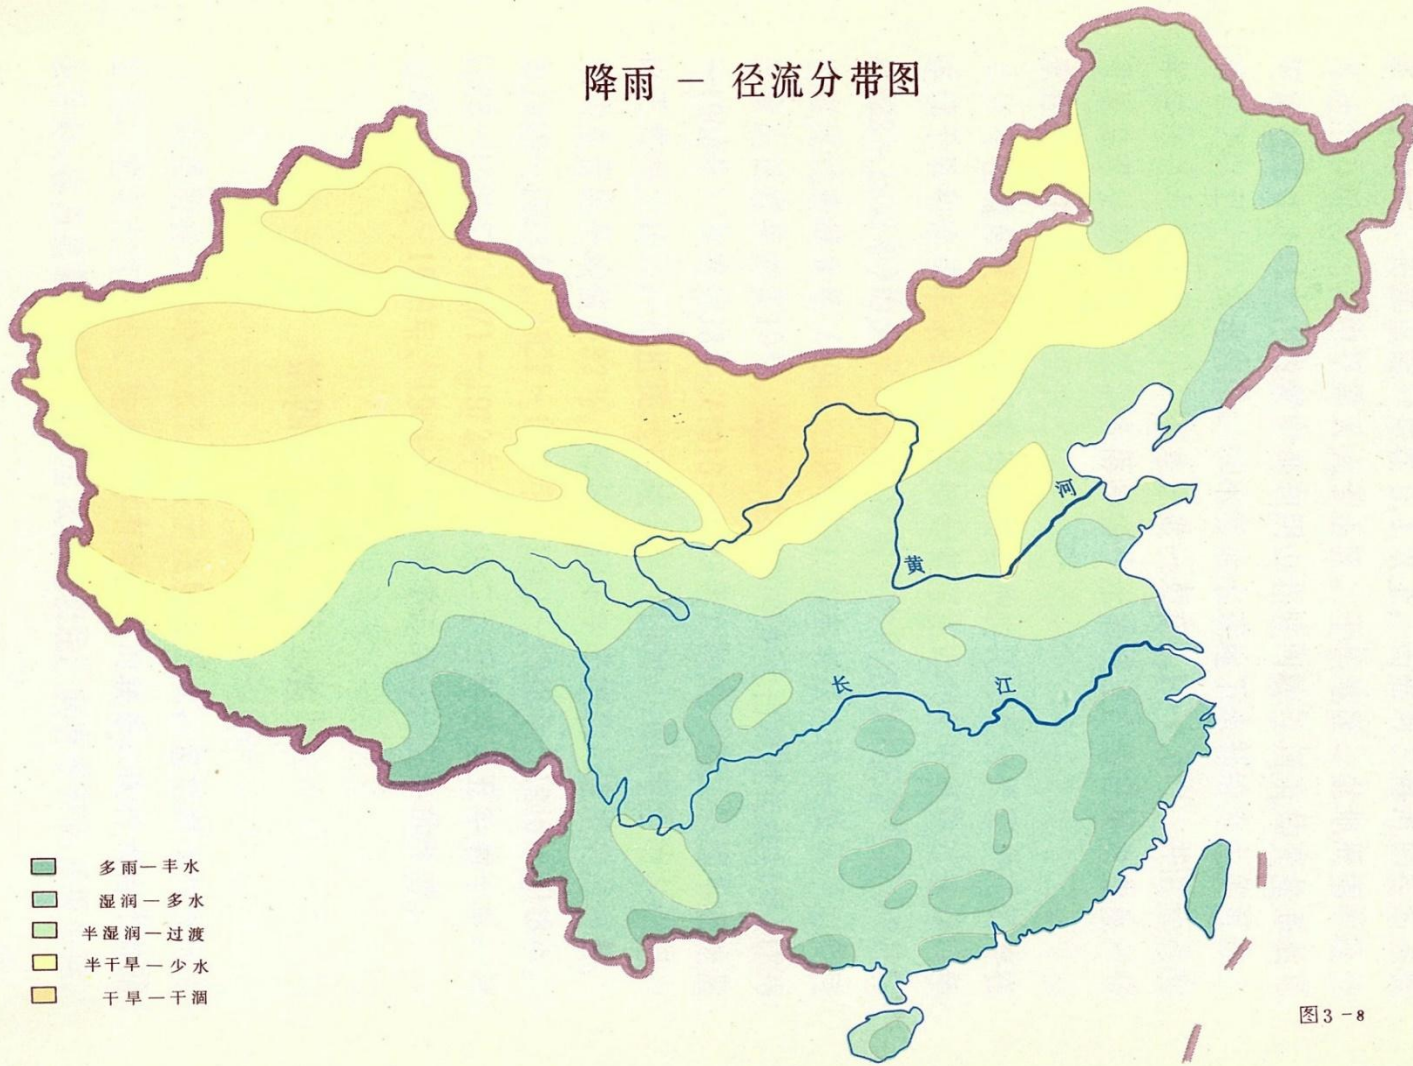 降雨 — 径流分带图
河
黄
长
江
多雨—丰水
湿润—多水
半湿润—过渡
半干旱—少水
干旱—干涸
图3-8